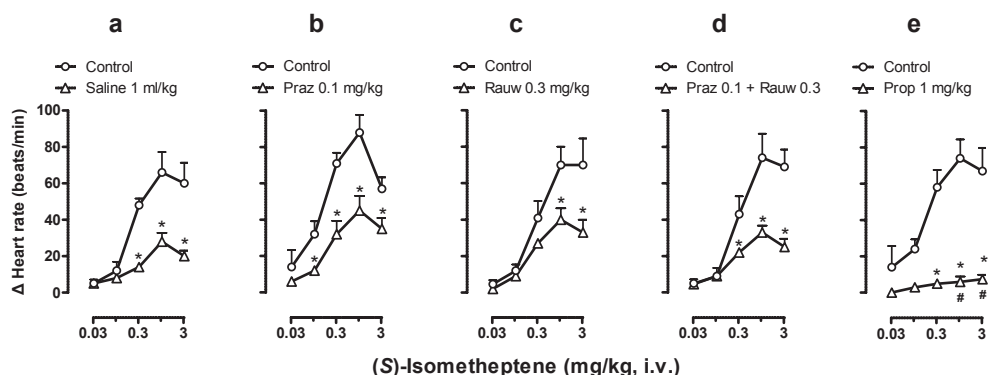 a b c d e
Control Control Control Control Control
Saline 1 ml/kg Praz 0.1 mg/kg Rauw 0.3 mg/kg Praz 0.1 + Rauw 0.3 Prop 1 mg/kg
Δ Heart rate (beats/min)
100
80
60
40
20
0
* * *
* * * *
* *
* * *
* * *
# #
0.03 0.3 3 0.03 0.3 3 0.03 0.3 3 0.03 0.3 3 0.03 0.3 3
(S)-Isometheptene (mg/kg, i.v.)